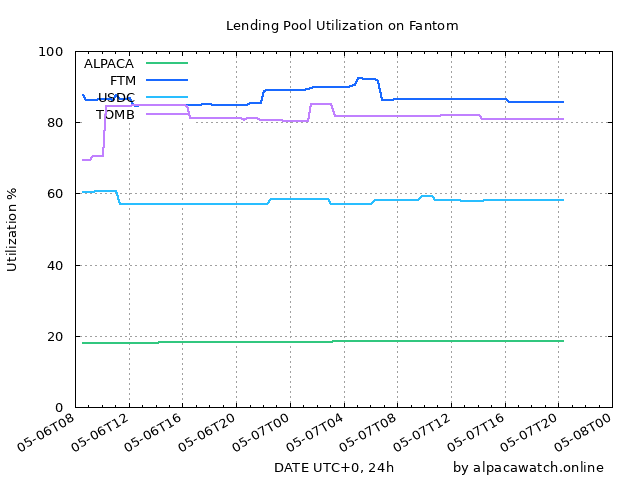 Lending Pool Utilization on Fantom
100
80
60
40
20
0
Utilization %
ALPACA
FTM
USDC
TOMB
05-06T08
05-06T12
05-06T16
05-06T20
05-07T00
05-07T04
05-07T08
05-07T12
05-07T16
05-07T20
05-08T00
DATE UTC+0, 24h
by alpacawatch.online